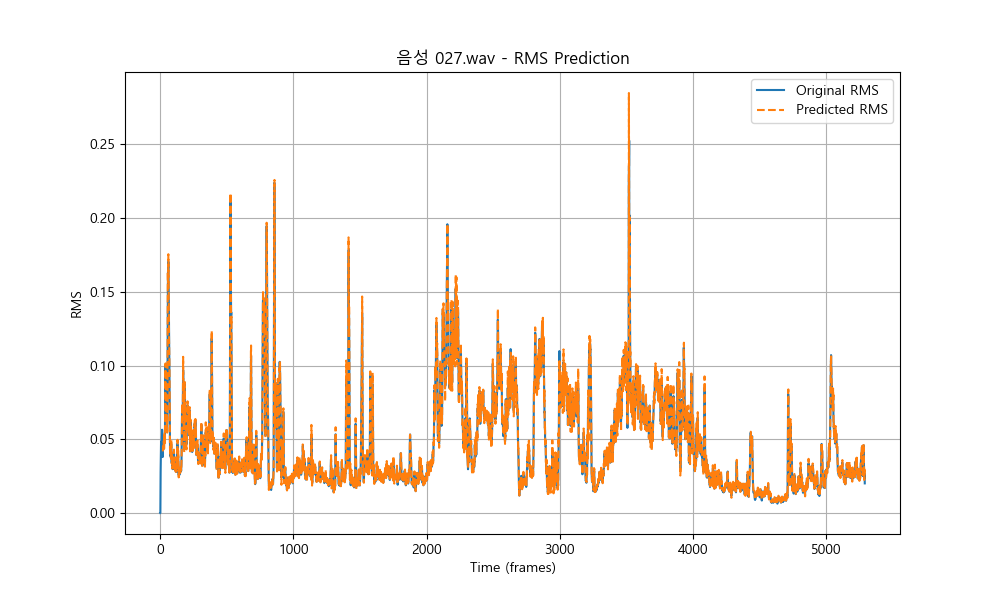 음성 027.wav - RMS Prediction
Original RMS
Predicted RMS
RMS
0.25
0.20
0.15
0.10
0.05
0.00
0 1000 2000 3000 4000 5000
Time (frames)